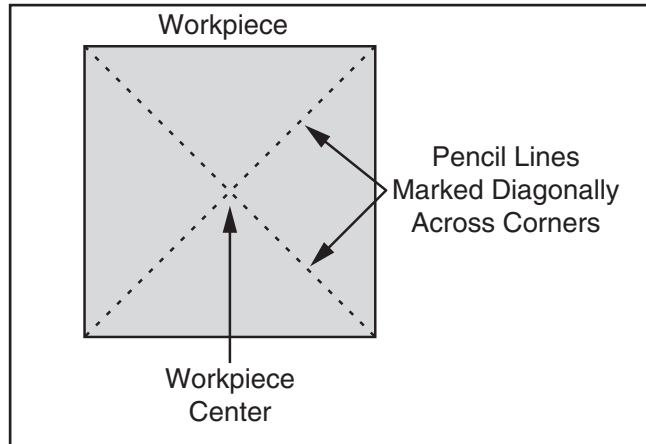 Workpiece
Pencil Lines
Marked Diagonally
Across Corners
Workpiece
Center